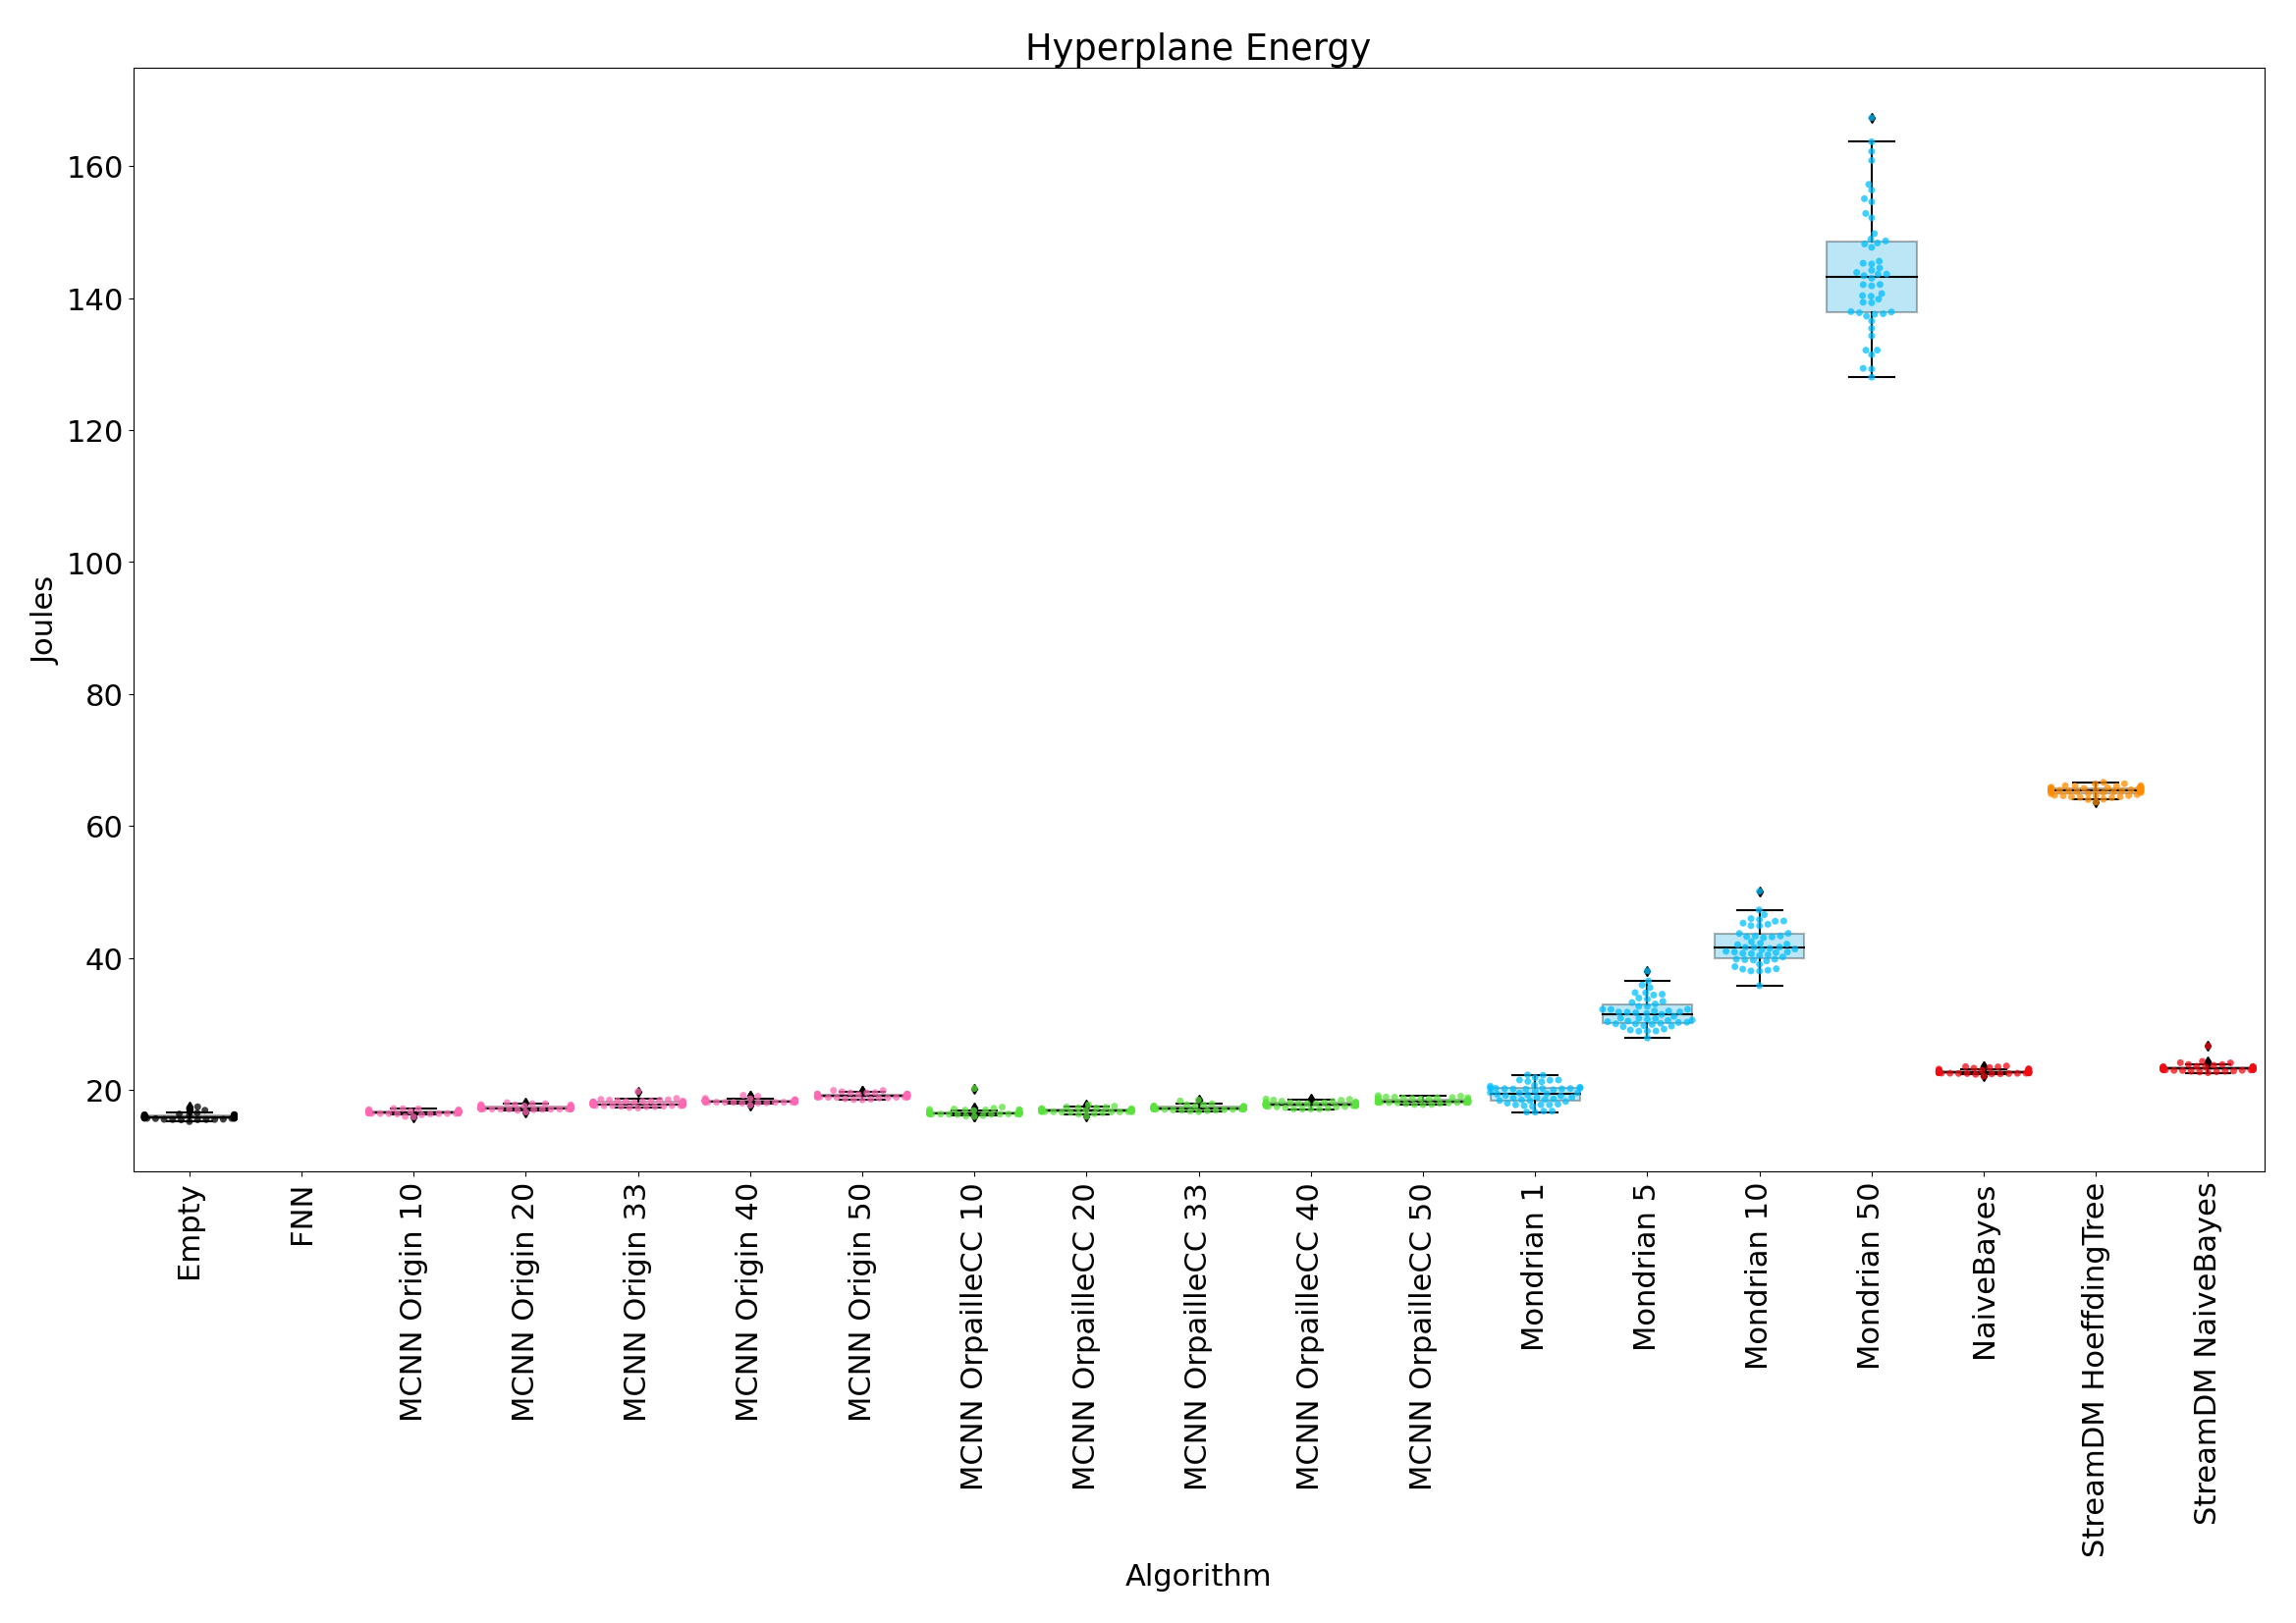 Hyperplane Energy
160
140
120
100
80
60
40
20
Joules
Empty
FNN
MCNN Origin 10
MCNN Origin 20
MCNN Origin 33
MCNN Origin 40
MCNN Origin 50
MCNN OrpailleCC 10
MCNN OrpailleCC 20
MCNN OrpailleCC 33
MCNN OrpailleCC 40
MCNN OrpailleCC 50
Mondrian 1
Mondrian 5
Mondrian 10
Mondrian 50
NaiveBayes
StreamDM HoeffdingTree
StreamDM NaiveBayes
Algorithm